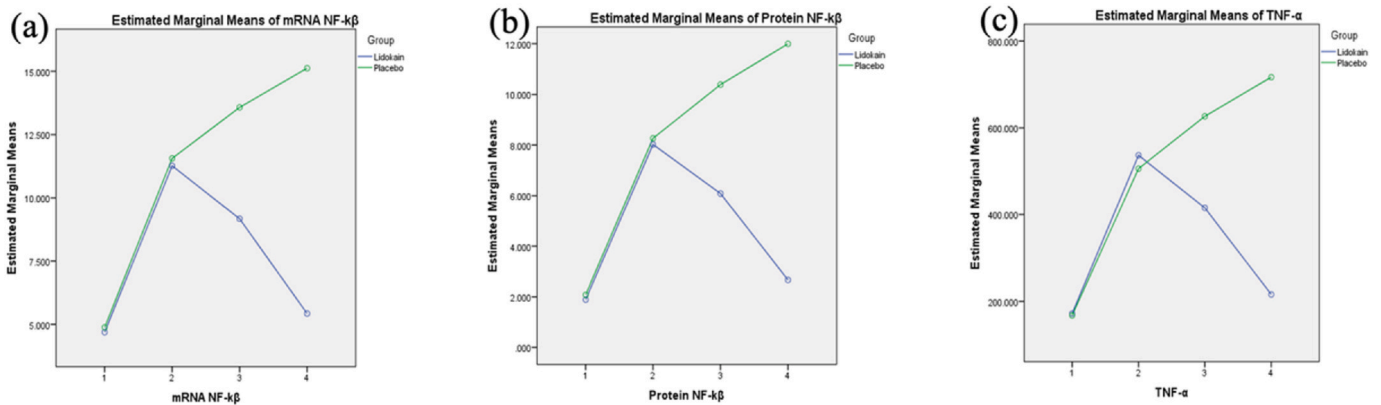 (a)
Estimated Marginal Means of mRNA NF-kβ
Group
Lidokain
Placebo
15.000
12.500
10.000
7.500
5.000
Estimated Marginal Means
1 2 3 4
mRNA NF-kβ
(b)
Estimated Marginal Means of Protein NF-kβ
Group
Lidokain
Placebo
12.000
10.000
8.000
6.000
4.000
2.000
.000
Estimated Marginal Means
1 2 3 4
Protein NF-kβ
(c)
Estimated Marginal Means of TNF-α
Group
Lidokain
Placebo
800.000
600.000
400.000
200.000
Estimated Marginal Means
1 2 3 4
TNF-α